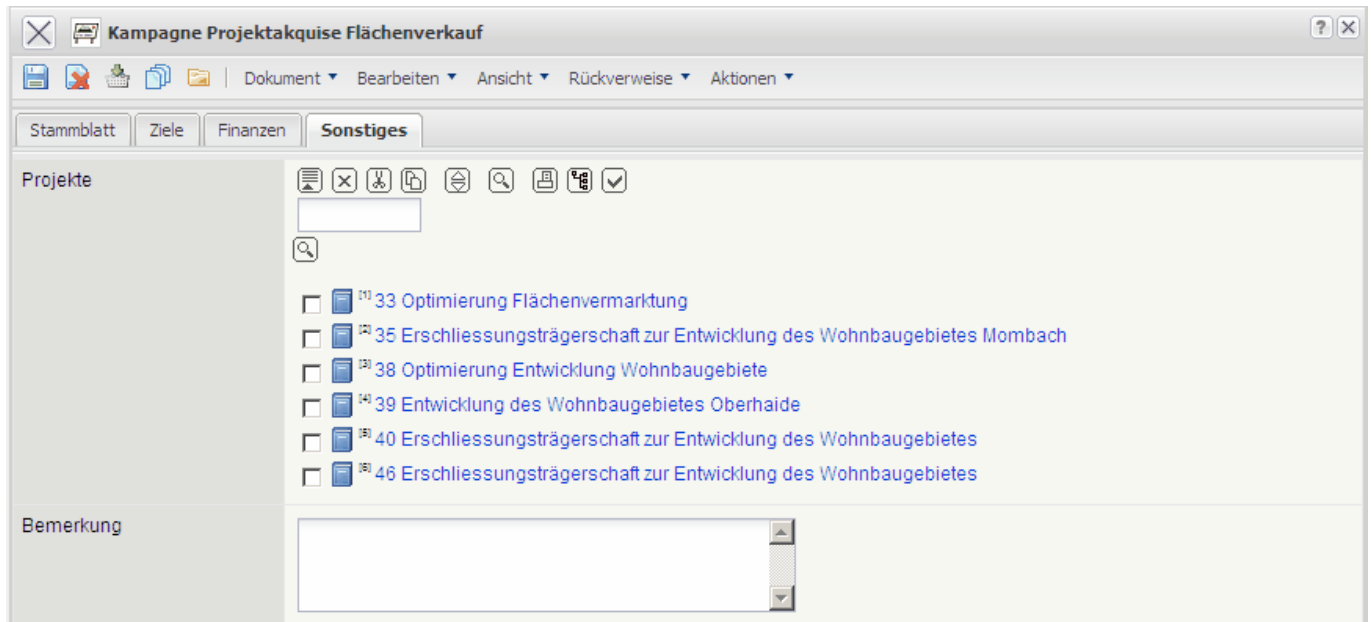 Kampagne Projektakquise Flächenverkauf
?
Dokument Bearbeiten Ansicht Rückverweise Aktionen
Stammblatt Ziele Finanzen Sonstiges
Projekte
[1] 33 Optimierung Flächenvermarktung
[2] 35 Erschliessungsträgerschaft zur Entwicklung des Wohnbaugebietes Mombach
[3] 38 Optimierung Entwicklung Wohnbaugebiete
[4] 39 Entwicklung des Wohnbaugebietes Oberhaide
[5] 40 Erschliessungsträgerschaft zur Entwicklung des Wohnbaugebietes
[6] 46 Erschliessungsträgerschaft zur Entwicklung des Wohnbaugebietes
Bemerkung